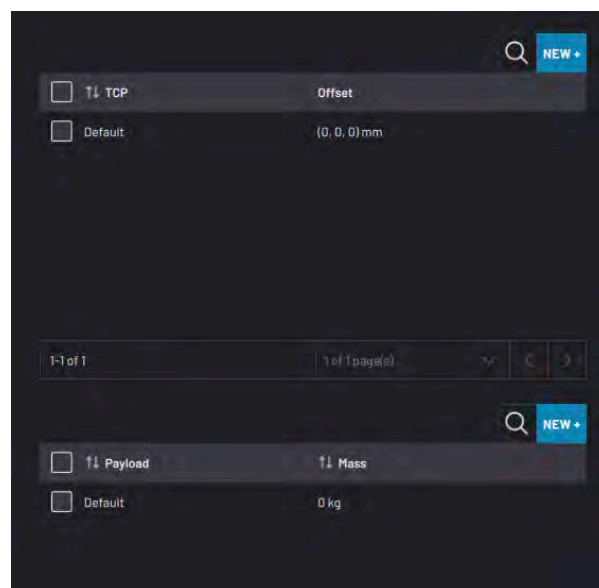 NEW +
↑↓ TCP Offset
Default (0, 0, 0) mm
1-1 of 1 1 of 1 page(s)
NEW +
↑↓ Payload ↑↓ Mass
Default 0 kg